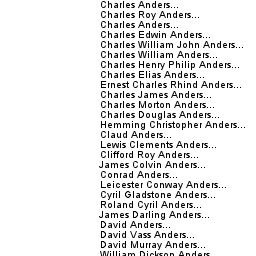 Charles Anders...
Charles Roy Anders...
Charles Anders...
Charles Edwin Anders...
Charles William John Anders...
Charles William Anders...
Charles Henry Philip Anders...
Charles Elias Anders...
Ernest Charles Rhind Anders...
Charles James Anders...
Charles Morton Anders...
Charles Douglas Anders...
Hemming Christopher Anders...
Claud Anders...
Lewis Clements Anders...
Clifford Roy Anders...
James Colvin Anders...
Conrad Anders...
Leicester Conway Anders...
Cyril Gladstone Anders...
Roland Cyril Anders...
James Darling Anders...
David Anders...
David Vass Anders...
David Murray Anders...
William Dickson Anders